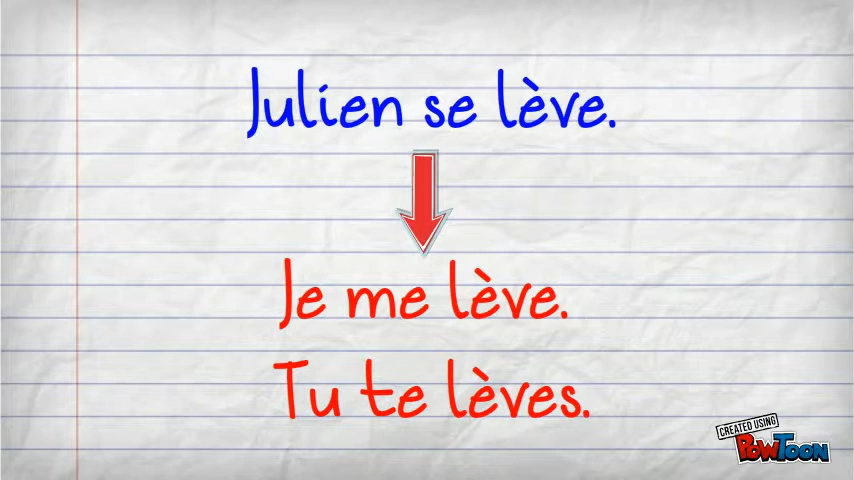 Julien se lève.
Je me lève.
Tu te lèves.
CREATED USING
POWTOON